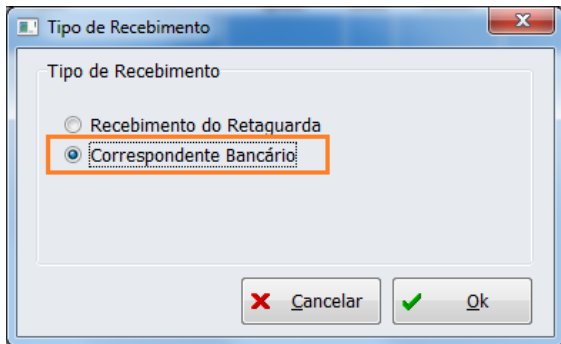 Tipo de Recebimento
Tipo de Recebimento
Recebimento do Retaguarda
Correspondente Bancário
Cancelar
Ok